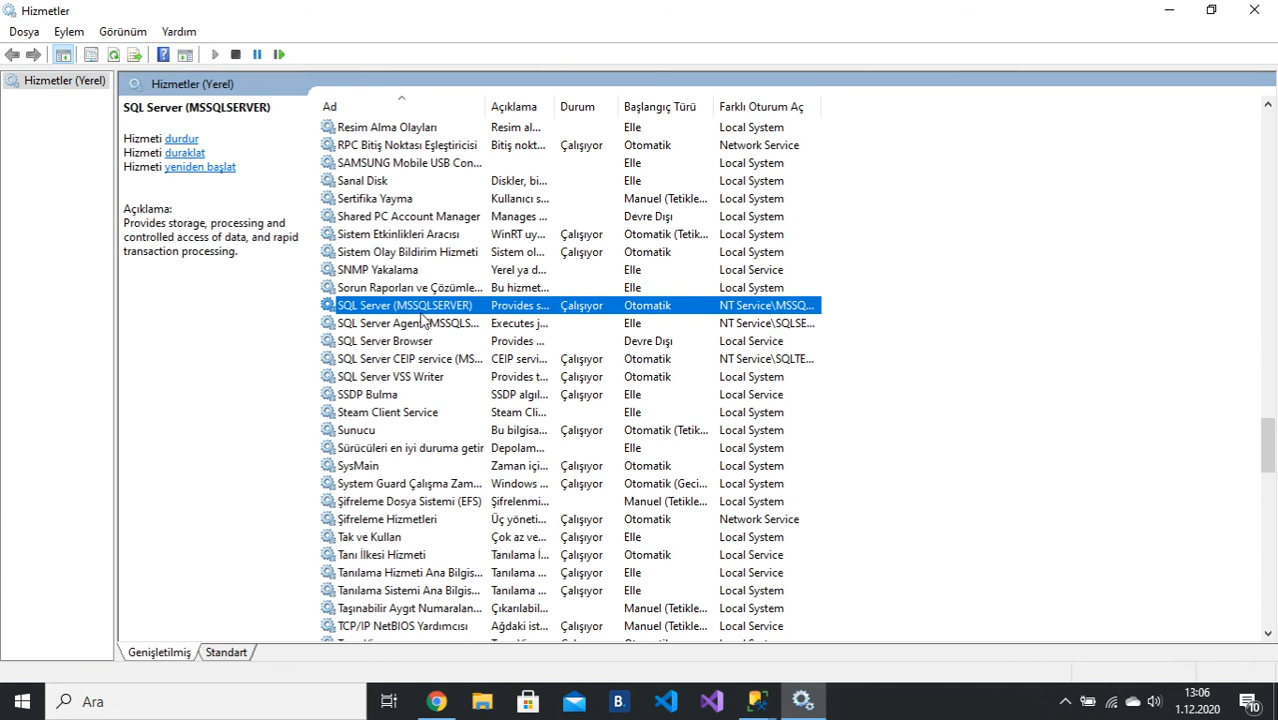 Hizmetler
Dosya Eylem Görünüm Yardım
Hizmetler (Yerel)
Hizmetler (Yerel)
SQL Server (MSSQLSERVER)
Hizmeti durdur
Hizmeti duraklat
Hizmeti yeniden başlat
Açıklama:
Provides storage, processing and
controlled access of data, and rapid
transaction processing.
Ad Açıklama Durum Başlangıç Türü Farklı Oturum Aç
Resim Alma Olayları Resim al... Elle Local System
RPC Bitiş Noktası Eşleştiricisi Bitiş nokt... Çalışıyor Otomatik Network Service
SAMSUNG Mobile USB Con... Elle Local System
Sanal Disk Diskler, bi... Elle Local System
Sertifika Yayma Kullanıcı s... Manuel (Tetikle... Local System
Shared PC Account Manager Manages ... Devre Dışı Local System
Sistem Etkinlikleri Aracısı WinRT uy... Çalışıyor Otomatik (Tetik... Local System
Sistem Olay Bildirim Hizmeti Sistem ol... Çalışıyor Otomatik Local System
SNMP Yakalama Yerel ya d... Elle Local Service
Sorun Raporları ve Çözümle... Bu hizmet... Elle Local System
SQL Server (MSSQLSERVER) Provides s... Çalışıyor Otomatik NT Service\MSSQ...
SQL Server Agent (MSSQLS... Executes j... Elle NT Service\SQLSE...
SQL Server Browser Provides ... Devre Dışı Local Service
SQL Server CEIP service (MS... CEIP servi... Çalışıyor Otomatik NT Service\SQLTE...
SQL Server VSS Writer Provides t... Çalışıyor Otomatik Local System
SSDP Bulma SSDP algıl... Çalışıyor Elle Local Service
Steam Client Service Steam Cli... Elle Local System
Sunucu Bu bilgisa... Çalışıyor Otomatik (Tetik... Local System
Sürücüleri en iyi duruma getir Depolam... Elle Local System
SysMain Zaman iç... Çalışıyor Otomatik Local System
System Guard Çalışma Zam... Windows ... Çalışıyor Otomatik (Geci... Local System
Şifreleme Dosya Sistemi (EFS) Şifrelenmi... Manuel (Tetikle... Local System
Şifreleme Hizmetleri Üç yöneti... Çalışıyor Otomatik Network Service
Tak ve Kullan Çok az ve... Çalışıyor Elle Local System
Tanı İlkesi Hizmeti Tanılama İ... Çalışıyor Otomatik Local Service
Tanılama Hizmeti Ana Bilgis... Tanılama ... Çalışıyor Elle Local Service
Tanılama Sistemi Ana Bilgis... Tanılama ... Çalışıyor Elle Local System
Taşınabilir Aygıt Numaralan... Çıkarılabil... Manuel (Tetikle... Local System
TCP/IP NetBIOS Yardımcısı Ağdaki ist... Çalışıyor Manuel (Tetikle... Local Service
Genişletilmiş Standart
Ara
B.
13:06
1.12.2020
10